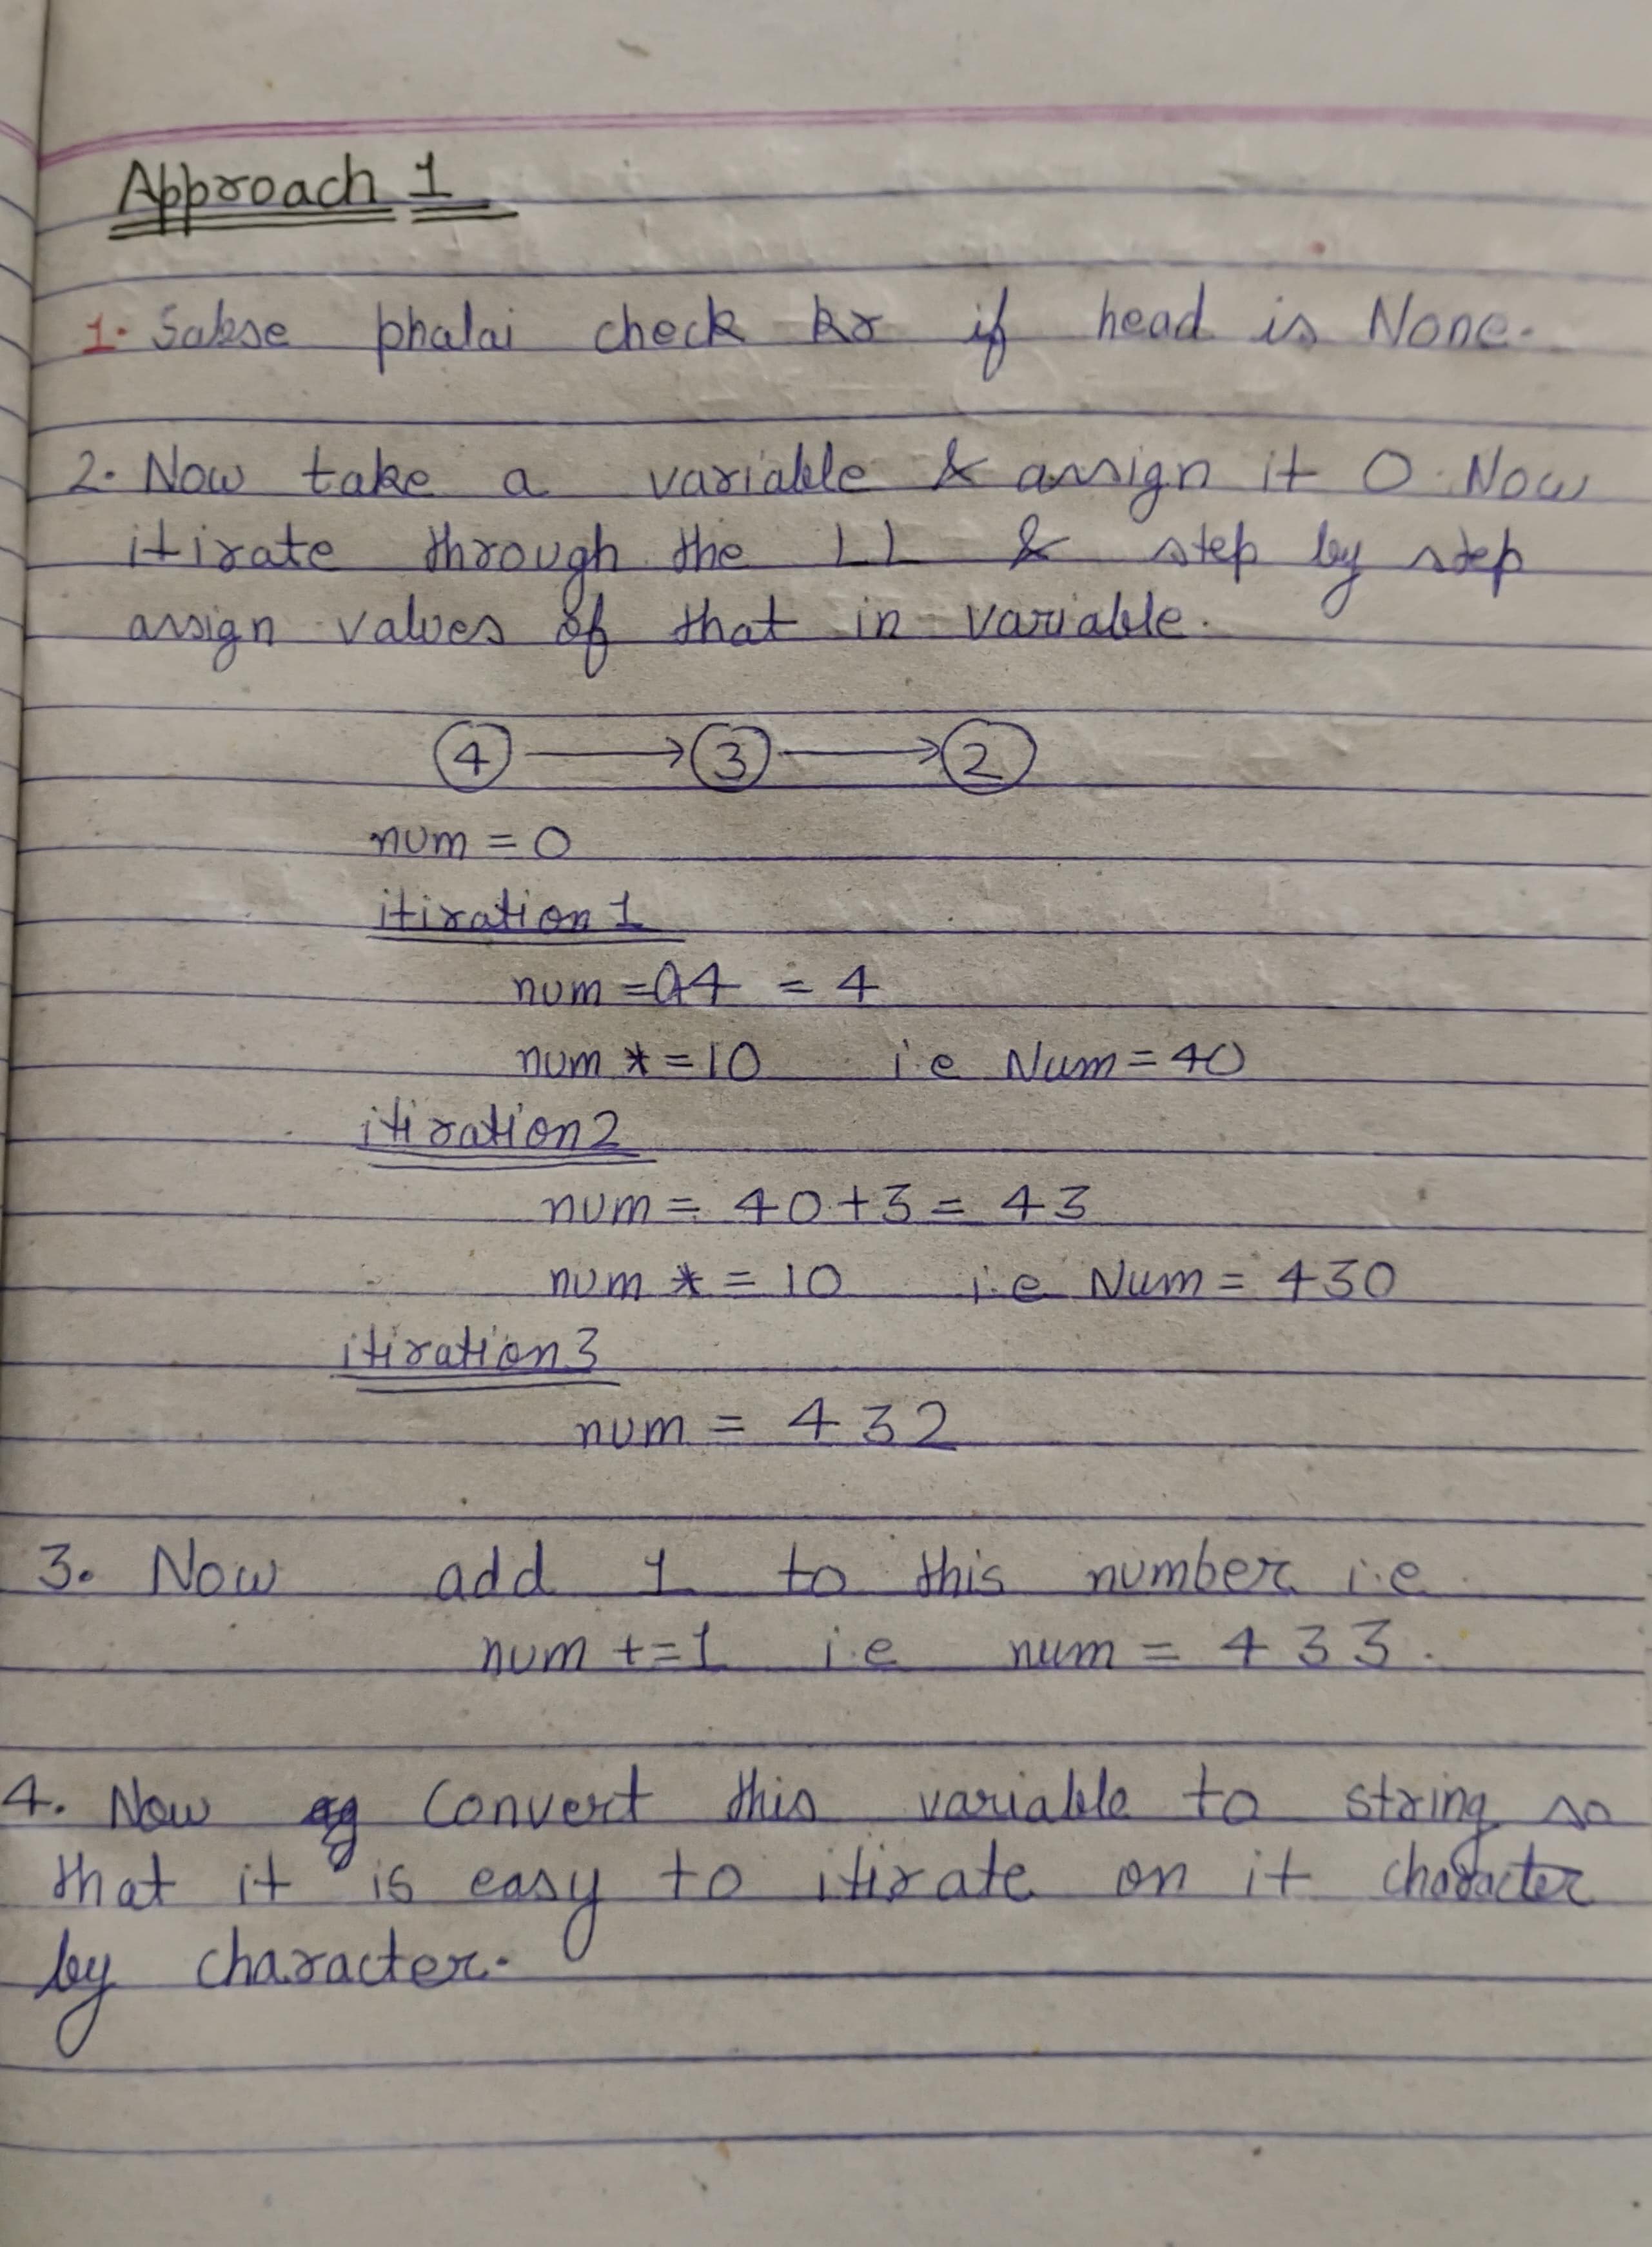 Approach 1
1. Sabse phalai check kr if head is None.
2. Now take a variable & assign it 0. Now
itirate through the LL & step by step
assign values of that in variable.
4 → 3 → 2
num = 0
itiration 1
num = 0+4 = 4
num *= 10 i.e Num = 40
itiration 2
num = 40+3 = 43
num *= 10 i.e Num = 430
itiration 3
num = 432
3. Now add 1 to this number i.e
num += 1 i.e num = 433.
4. Now convert this variable to string so
that it is easy to itirate on it character
by character.